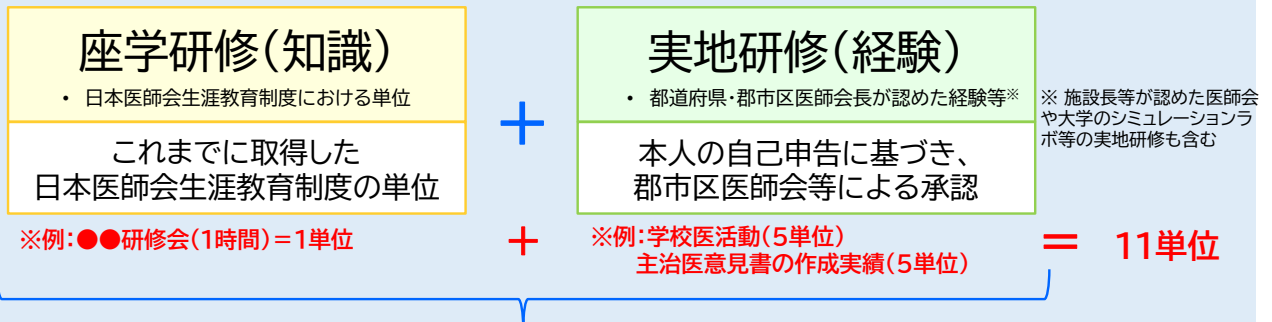 座学研修(知識)
・ 日本医師会生涯教育制度における単位
これまでに取得した
日本医師会生涯教育制度の単位
※例:●●研修会(1時間)=1単位
+
実地研修(経験)
・ 都道府県・郡市区医師会長が認めた経験等※
本人の自己申告に基づき、
郡市区医師会等による承認
※ 施設長等が認めた医師会
や大学のシミュレーションラ
ボ等の実地研修も含む
+
※例:学校医活動(5単位)
主治医意見書の作成実績(5単位)
= 11単位